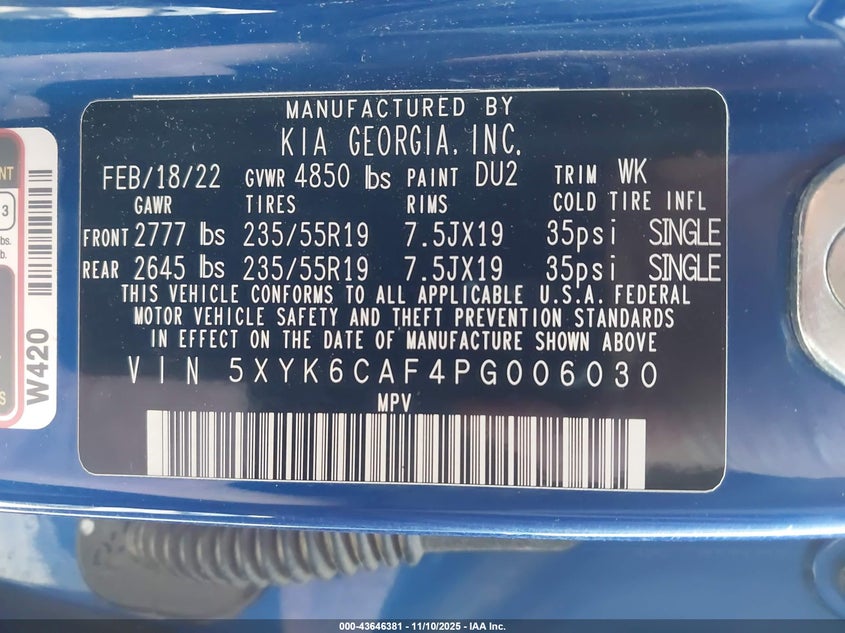 MANUFACTURED BY
KIA GEORGIA, INC.
FEB/18/22 GVWR 4850 lbs PAINT DU2 TRIM WK
GAWR TIRES RIMS COLD TIRE INFL
FRONT 2777 lbs 235/55R19 7.5JX19 35psi SINGLE
REAR 2645 lbs 235/55R19 7.5JX19 35psi SINGLE
THIS VEHICLE CONFORMS TO ALL APPLICABLE U.S.A. FEDERAL
MOTOR VEHICLE SAFETY AND THEFT PREVENTION STANDARDS
IN EFFECT ON THE DATE OF MANUFACTURE SHOWN ABOVE
VIN 5XYK6CAF4PG006030
MPV
W420
NT
3
bs.
b.
S
000-43646381 - 11/10/2025 - IAA Inc.